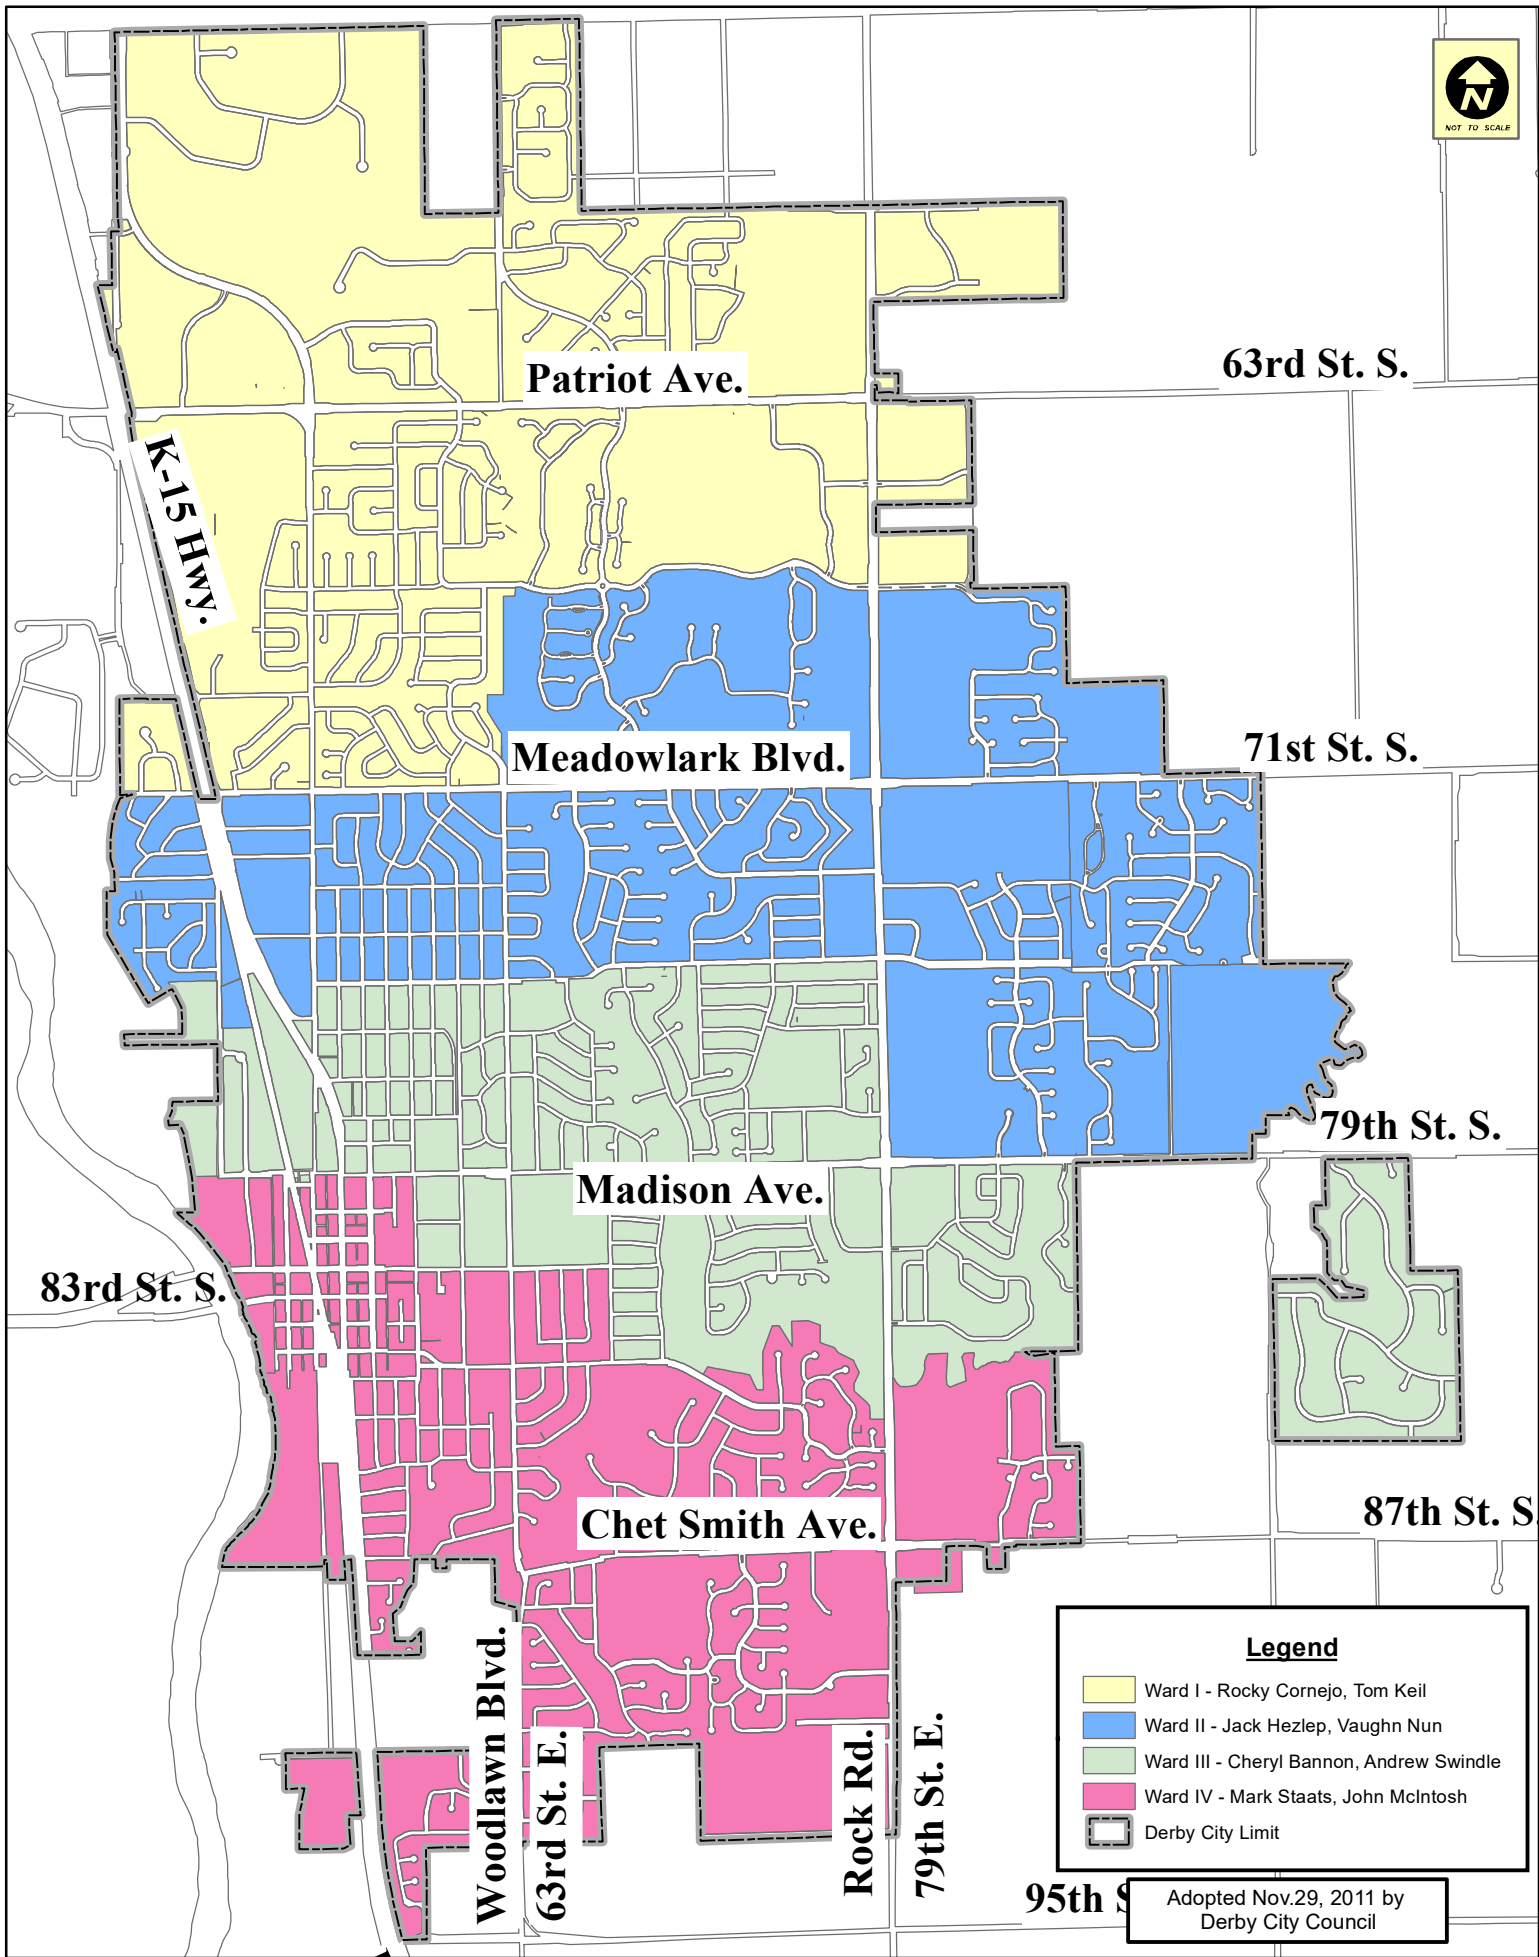 N
NOT TO SCALE
63rd St. S.
Patriot Ave.
K-15 Hwy.
71st St. S.
Meadowlark Blvd.
79th St. S.
Madison Ave.
83rd St. S.
87th St. S.
Chet Smith Ave.
Woodlawn Blvd.
63rd St. E.
Rock Rd.
79th St. E.
95th S
Legend
Ward I - Rocky Cornejo, Tom Keil
Ward II - Jack Hezlep, Vaughn Nun
Ward III - Cheryl Bannon, Andrew Swindle
Ward IV - Mark Staats, John McIntosh
Derby City Limit
Adopted Nov.29, 2011 by
Derby City Council